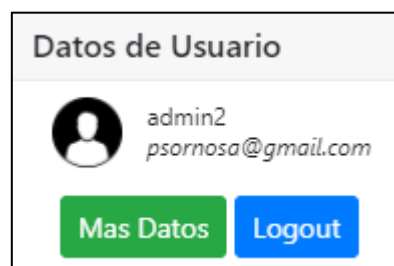 Datos de Usuario
admin2
psornosa@gmail.com
Mas Datos Logout